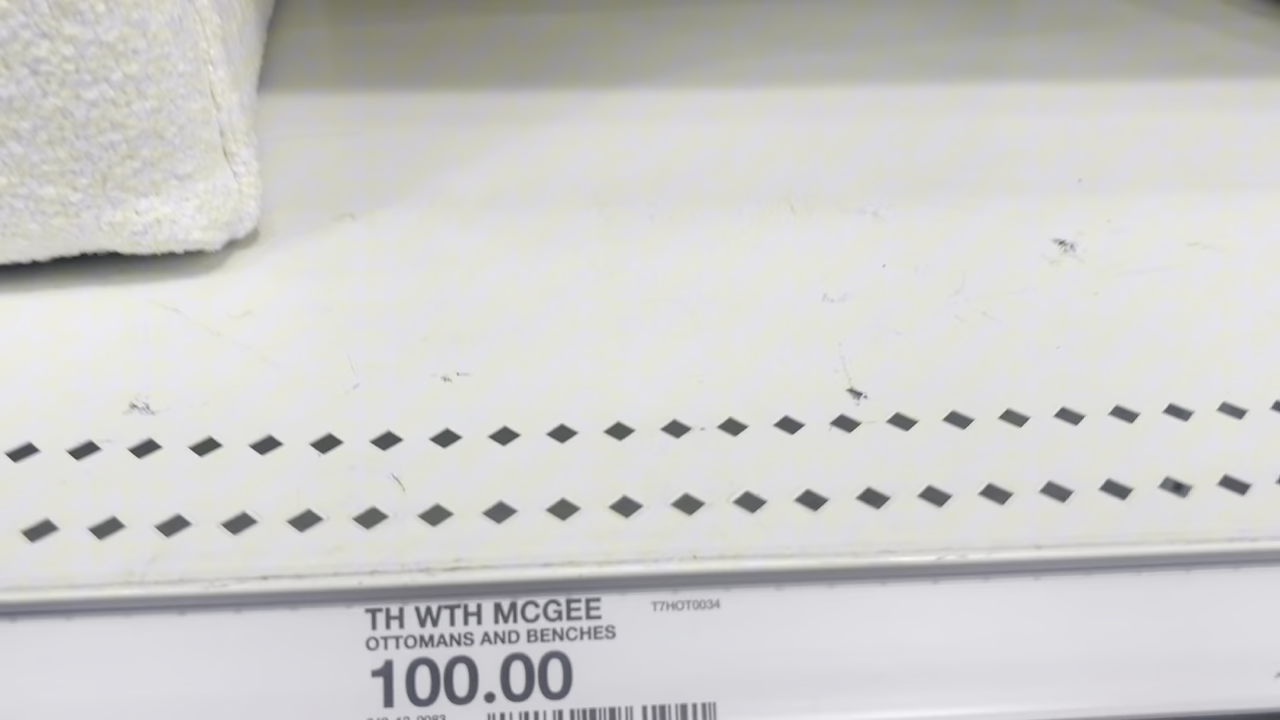 TH WTH MCGEE
T7HOT0034
OTTOMANS AND BENCHES
100.00